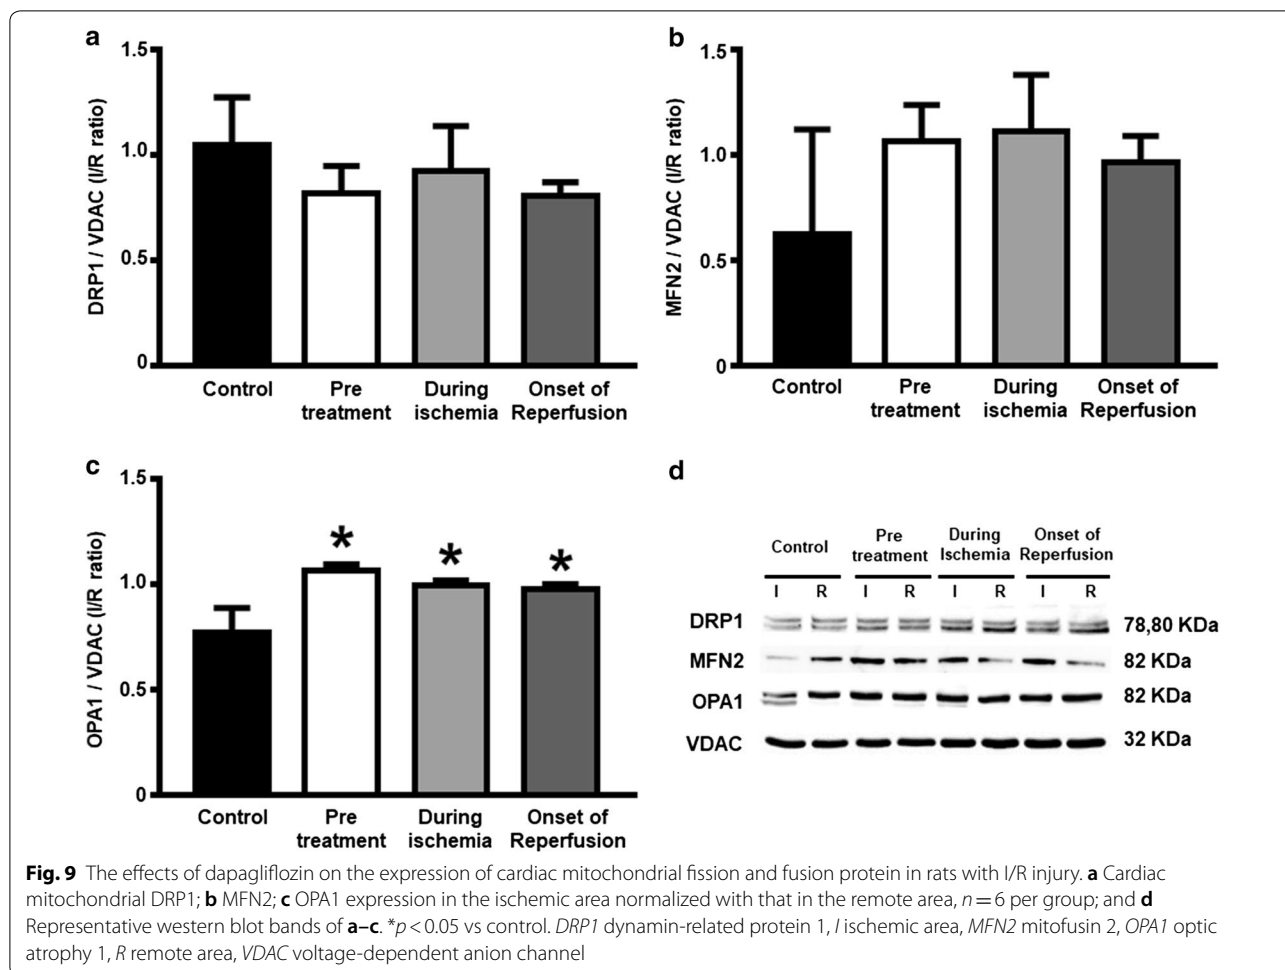 a
DRP1 / VDAC (I/R ratio)
1.5
1.0
0.5
0
Control
Pre
treatment
During
ischemia
Onset of
Reperfusion
b
MFN2 / VDAC (I/R ratio)
1.5
1.0
0.5
0
Control
Pre
treatment
During
ischemia
Onset of
Reperfusion
c
OPA1 / VDAC (I/R ratio)
1.5
1.0
0.5
0
* * *
Control
Pre
treatment
During
ischemia
Onset of
Reperfusion
d
Control
Pre
treatment
During
Ischemia
Onset of
Reperfusion
I R I R I R I R
DRP1 78,80 KDa
MFN2 82 KDa
OPA1 82 KDa
VDAC 32 KDa
Fig. 9 The effects of dapagliflozin on the expression of cardiac mitochondrial fission and fusion protein in rats with I/R injury. a Cardiac
mitochondrial DRP1; b MFN2; c OPA1 expression in the ischemic area normalized with that in the remote area, n = 6 per group; and d
Representative western blot bands of a–c. *p < 0.05 vs control. DRP1 dynamin-related protein 1, I ischemic area, MFN2 mitofusin 2, OPA1 optic
atrophy 1, R remote area, VDAC voltage-dependent anion channel